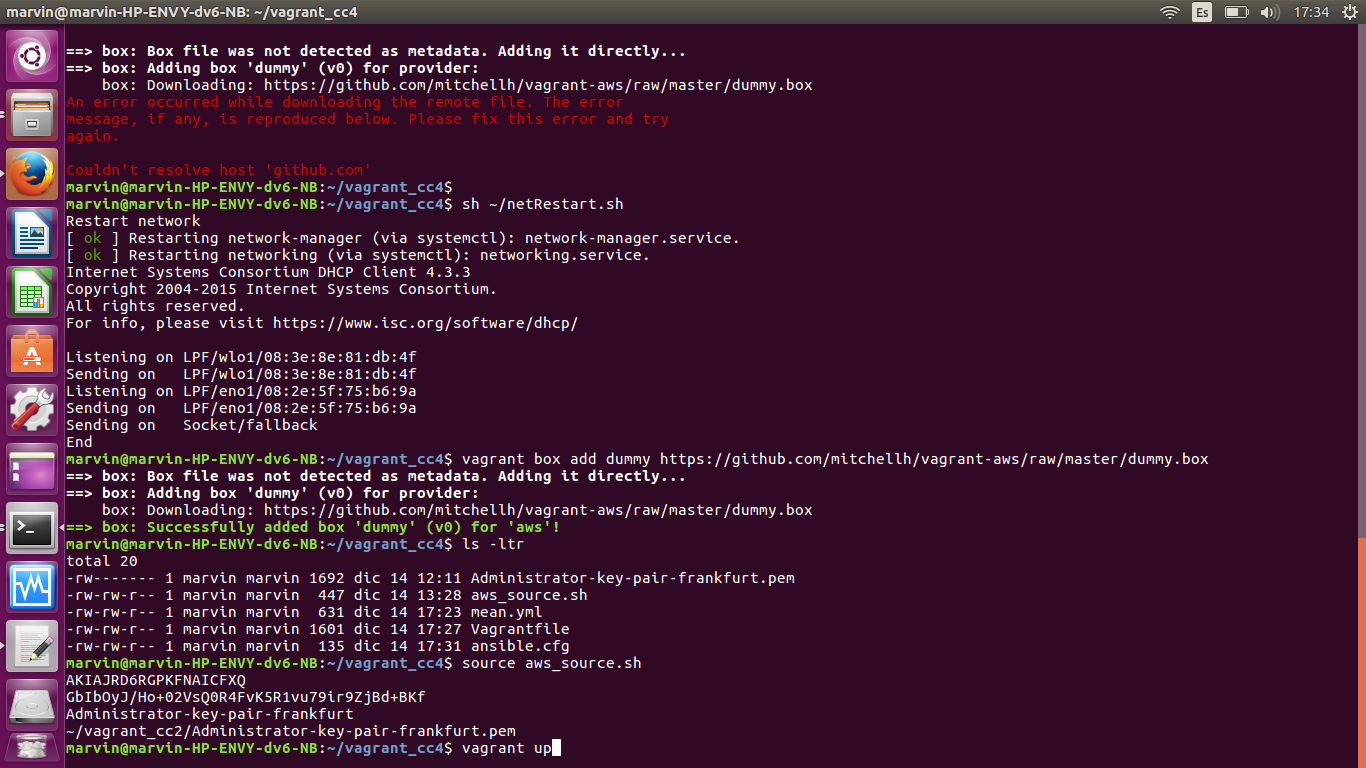 marvin@marvin-HP-ENVY-dv6-NB: ~/vagrant_cc4
Es
17:34
==> box: Box file was not detected as metadata. Adding it directly...
==> box: Adding box 'dummy' (v0) for provider:
box: Downloading: https://github.com/mitchellh/vagrant-aws/raw/master/dummy.box
An error occurred while downloading the remote file. The error
message, if any, is reproduced below. Please fix this error and try
again.
Couldn't resolve host 'github.com'
marvin@marvin-HP-ENVY-dv6-NB:~/vagrant_cc4$
marvin@marvin-HP-ENVY-dv6-NB:~/vagrant_cc4$ sh ~/netRestart.sh
Restart network
[ ok ] Restarting network-manager (via systemctl): network-manager.service.
[ ok ] Restarting networking (via systemctl): networking.service.
Internet Systems Consortium DHCP Client 4.3.3
Copyright 2004-2015 Internet Systems Consortium.
All rights reserved.
For info, please visit https://www.isc.org/software/dhcp/
Listening on LPF/wlo1/08:3e:8e:81:db:4f
Sending on   LPF/wlo1/08:3e:8e:81:db:4f
Listening on LPF/eno1/08:2e:5f:75:b6:9a
Sending on   LPF/eno1/08:2e:5f:75:b6:9a
Sending on   Socket/fallback
End
marvin@marvin-HP-ENVY-dv6-NB:~/vagrant_cc4$ vagrant box add dummy https://github.com/mitchellh/vagrant-aws/raw/master/dummy.box
==> box: Box file was not detected as metadata. Adding it directly...
==> box: Adding box 'dummy' (v0) for provider:
box: Downloading: https://github.com/mitchellh/vagrant-aws/raw/master/dummy.box
==> box: Successfully added box 'dummy' (v0) for 'aws'!
marvin@marvin-HP-ENVY-dv6-NB:~/vagrant_cc4$ ls -ltr
total 20
-rw------- 1 marvin marvin 1692 dic 14 12:11 Administrator-key-pair-frankfurt.pem
-rw-rw-r-- 1 marvin marvin  447 dic 14 13:28 aws_source.sh
-rw-rw-r-- 1 marvin marvin  631 dic 14 17:23 mean.yml
-rw-rw-r-- 1 marvin marvin 1601 dic 14 17:27 Vagrantfile
-rw-rw-r-- 1 marvin marvin  135 dic 14 17:31 ansible.cfg
marvin@marvin-HP-ENVY-dv6-NB:~/vagrant_cc4$ source aws_source.sh
AKIAJRD6RGPKFNAICFXQ
GbIbOyJ/Ho+02VsQ0R4FvK5R1vu79ir9ZjBd+BKf
Administrator-key-pair-frankfurt
~/vagrant_cc2/Administrator-key-pair-frankfurt.pem
marvin@marvin-HP-ENVY-dv6-NB:~/vagrant_cc4$ vagrant up